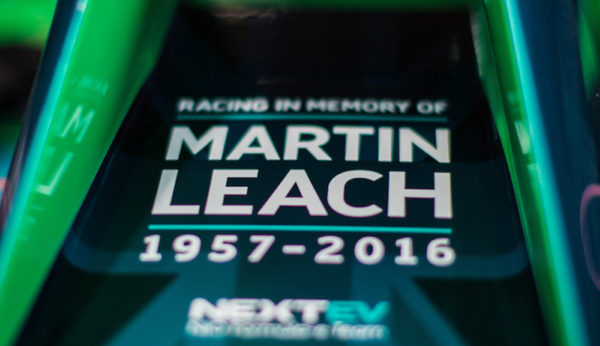 RACING IN MEMORY OF
MARTIN
LEACH
1957-2016
NEXTEV